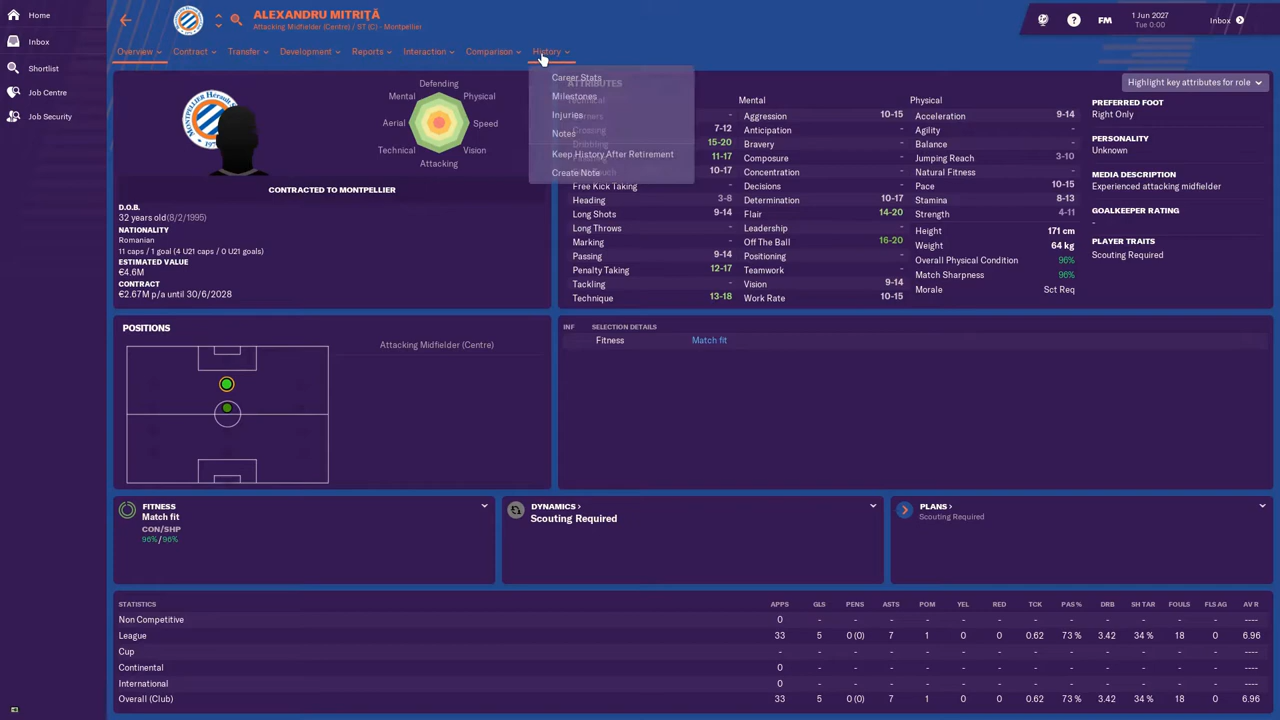 Home
Inbox
Shortlist
Job Centre
Job Security
ALEXANDRU MITRIȚĂ
Attacking Midfielder (Centre) / ST (C) - Montpellier
FM
1 Jun 2027
Tue 0:00
Inbox
Overview
Contract
Transfer
Development
Reports
Interaction
Comparison
History
Career Stats
Milestones
Injuries
Notes
Keep History After Retirement
Create Note
Defending
Mental
Physical
Aerial
Speed
Technical
Vision
Attacking
CONTRACTED TO MONTPELLIER
D.O.B.
32 years old(8/2/1995)
NATIONALITY
Romanian
11 caps / 1 goal (4 U21 caps / 0 U21 goals)
ESTIMATED VALUE
€4.6M
CONTRACT
€2.67M p/a until 30/6/2028
ATTRIBUTES
Highlight key attributes for role
Technical
Corners -
Crossing 7-12
Dribbling 15-20
11-17
10-17
Free Kick Taking -
Heading 3-8
Long Shots 9-14
Long Throws -
Marking -
Passing 9-14
Penalty Taking 12-17
Tackling -
Technique 13-18
Mental
Aggression 10-15
Anticipation -
Bravery -
Composure -
Concentration -
Decisions -
Determination 10-17
Flair 14-20
Leadership -
Off The Ball 16-20
Positioning -
Teamwork -
Vision 9-14
Work Rate 10-15
Physical
Acceleration 9-14
Agility -
Balance -
Jumping Reach 3-10
Natural Fitness -
Pace 10-15
Stamina 8-13
Strength 4-11
Height 171 cm
Weight 64 kg
Overall Physical Condition 96%
Match Sharpness 96%
Morale Sct Req
PREFERRED FOOT
Right Only
PERSONALITY
Unknown
MEDIA DESCRIPTION
Experienced attacking midfielder
GOALKEEPER RATING
-
PLAYER TRAITS
Scouting Required
POSITIONS
Attacking Midfielder (Centre)
INF SELECTION DETAILS
Fitness Match fit
FITNESS
Match fit
CON/SHP
96% / 96%
DYNAMICS >
Scouting Required
PLANS >
Scouting Required
STATISTICS APPS GLS PENS ASTS POM YEL RED TCK PAS % DRB SH TAR FOULS FLS AG AV R
Non Competitive 0 - - - - - - - - - - - - ----
League 33 5 0 (0) 7 1 0 0 0.62 73 % 3.42 34 % 18 0 6.96
Cup - - - - - - - - - - - - - ----
Continental 0 - - - - - - - - - - - - ----
International 0 - - - - - - - - - - - - ----
Overall (Club) 33 5 0 (0) 7 1 0 0 0.62 73 % 3.42 34 % 18 0 6.96